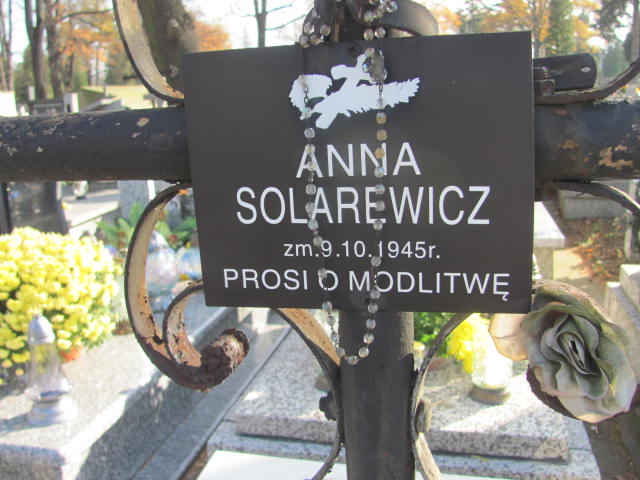 ANNA
SOLAREWICZ
zm.9.10.1945r.
PROSI O MODLITWĘ